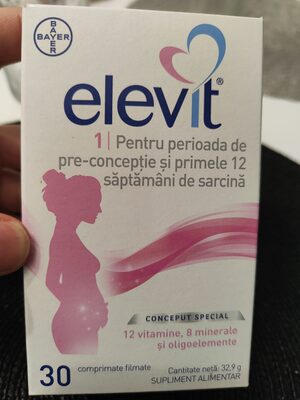 BAYER
BAYER
elevit®
1 | Pentru perioada de
pre-concepție și primele 12
săptămâni de sarcină
CONCEPUT SPECIAL
12 vitamine, 8 minerale
și oligoelemente
30 comprimate filmate
Cantitate netă: 32,9 g
SUPLIMENT ALIMENTAR